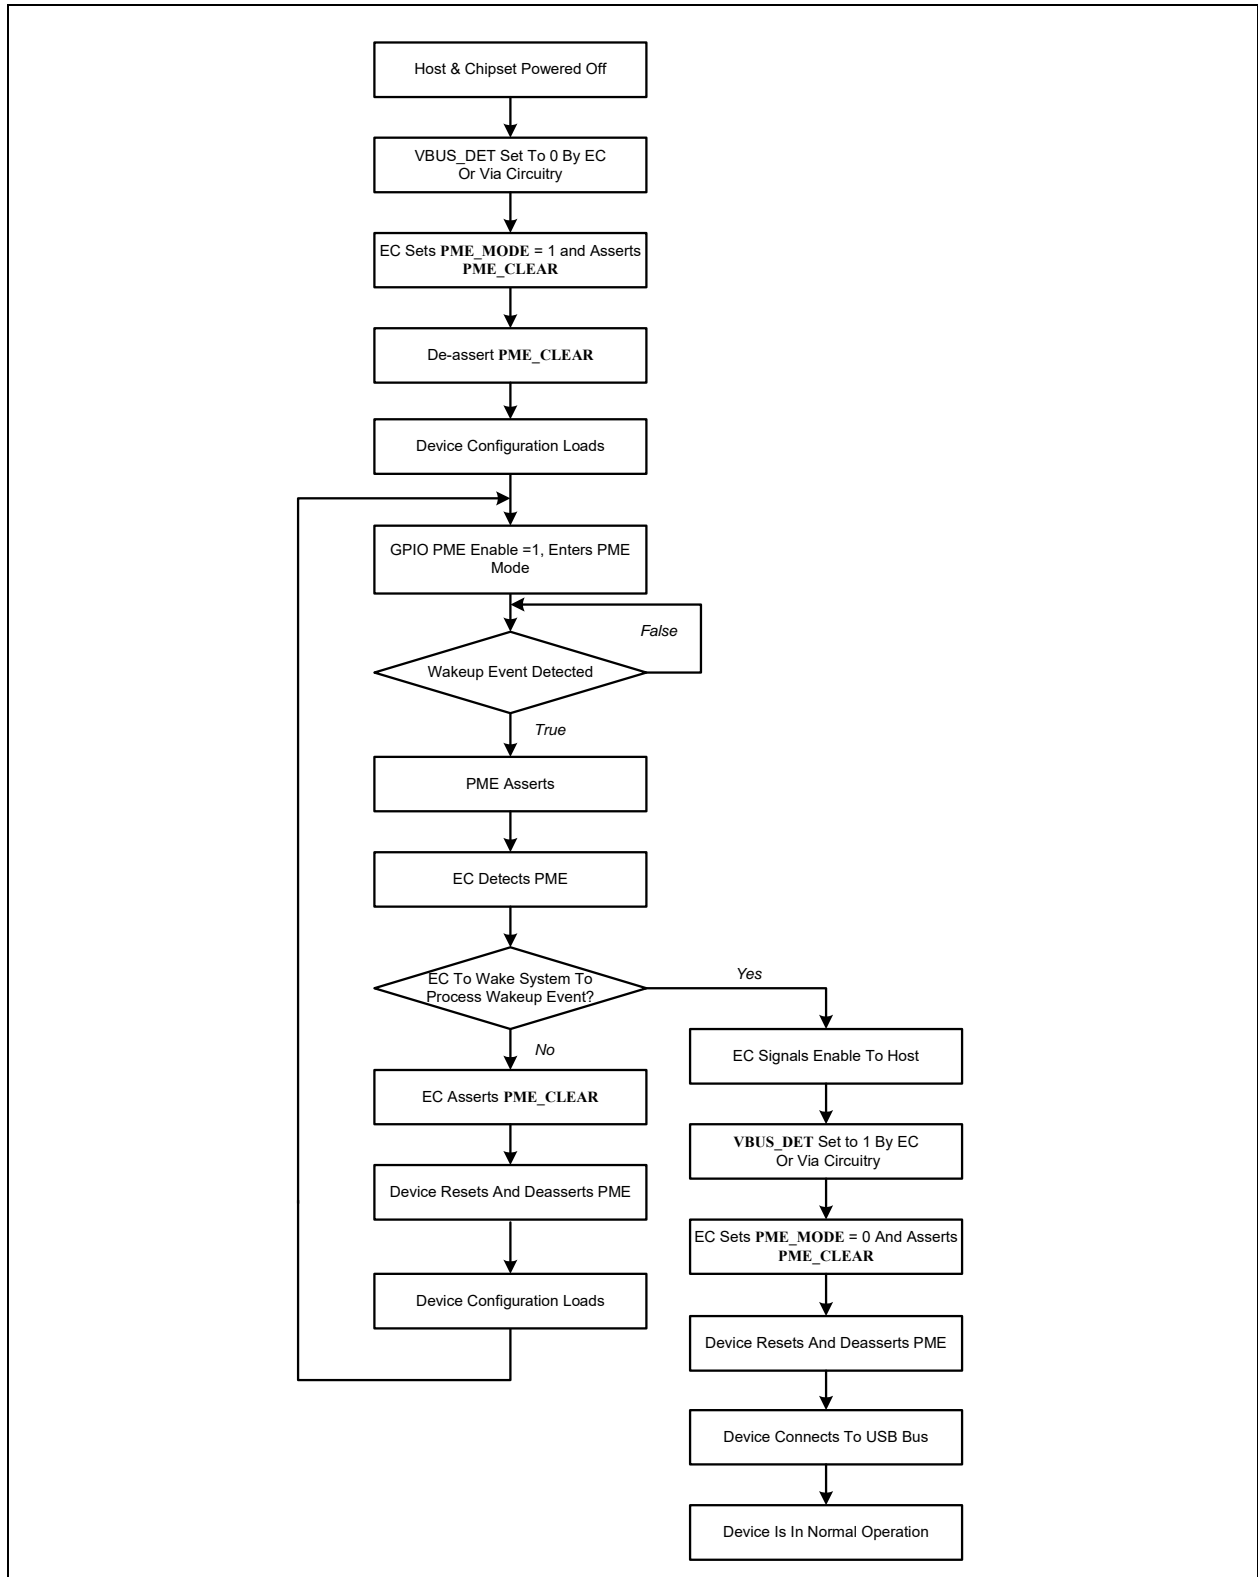 Host & Chipset Powered Off
VBUS_DET Set To 0 By EC
Or Via Circuitry
EC Sets PME_MODE = 1 and Asserts
PME_CLEAR
De-assert PME_CLEAR
Device Configuration Loads
GPIO PME Enable =1, Enters PME
Mode
False
Wakeup Event Detected
True
PME Asserts
EC Detects PME
EC To Wake System To
Process Wakeup Event?
Yes
No
EC Asserts PME_CLEAR
Device Resets And Deasserts PME
Device Configuration Loads
EC Signals Enable To Host
VBUS_DET Set to 1 By EC
Or Via Circuitry
EC Sets PME_MODE = 0 And Asserts
PME_CLEAR
Device Resets And Deasserts PME
Device Connects To USB Bus
Device Is In Normal Operation